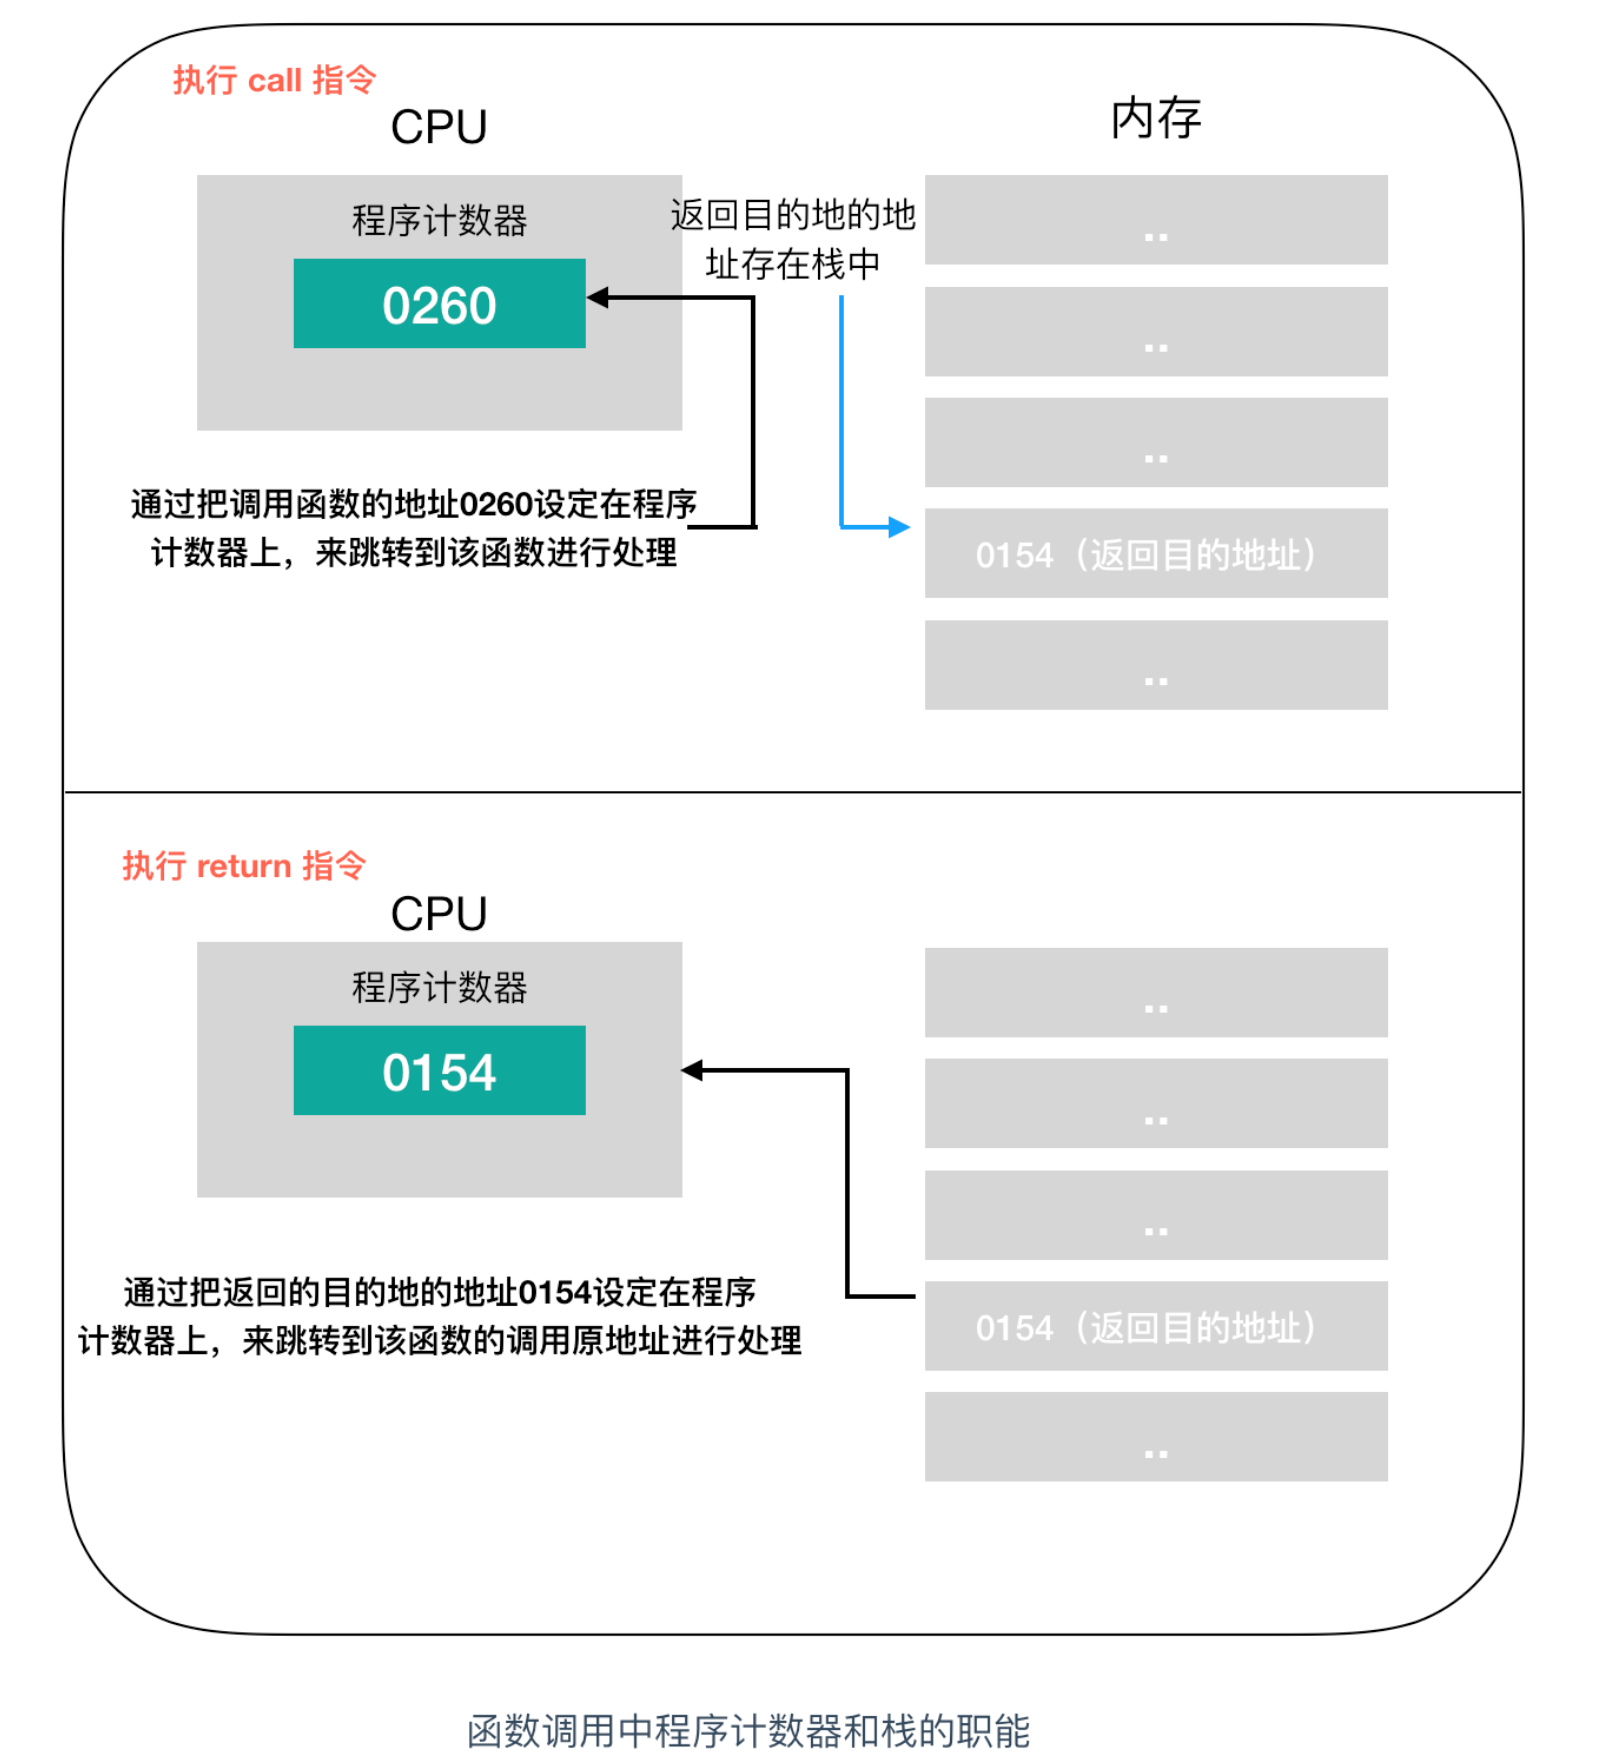 执行 call 指令
CPU
内存
程序计数器
0260
返回目的地的地
址存在栈中
..
..
..
0154（返回目的地址）
..
通过把调用函数的地址0260设定在程序
计数器上，来跳转到该函数进行处理
执行 return 指令
CPU
程序计数器
0154
..
..
..
0154（返回目的地址）
..
通过把返回的目的地的地址0154设定在程序
计数器上，来跳转到该函数的调用原地址进行处理
函数调用中程序计数器和栈的职能